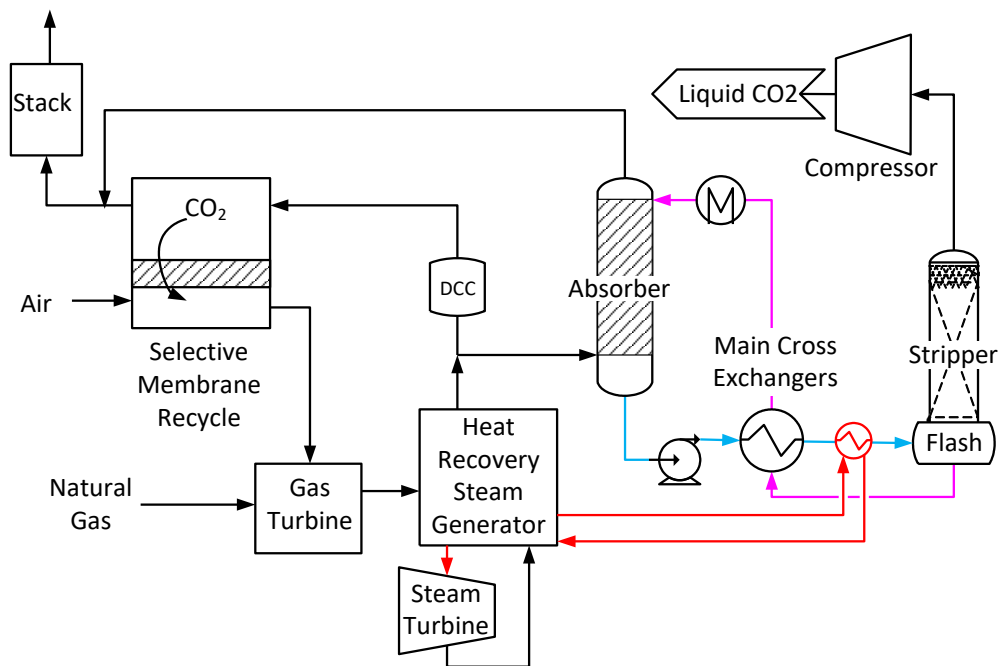 Stack
Liquid CO2
Compressor
CO₂
DCC
Absorber
Air
Selective
Membrane
Recycle
Main Cross
Exchangers
Stripper
Flash
Heat
Recovery
Steam
Generator
Natural
Gas
Gas
Turbine
Steam
Turbine